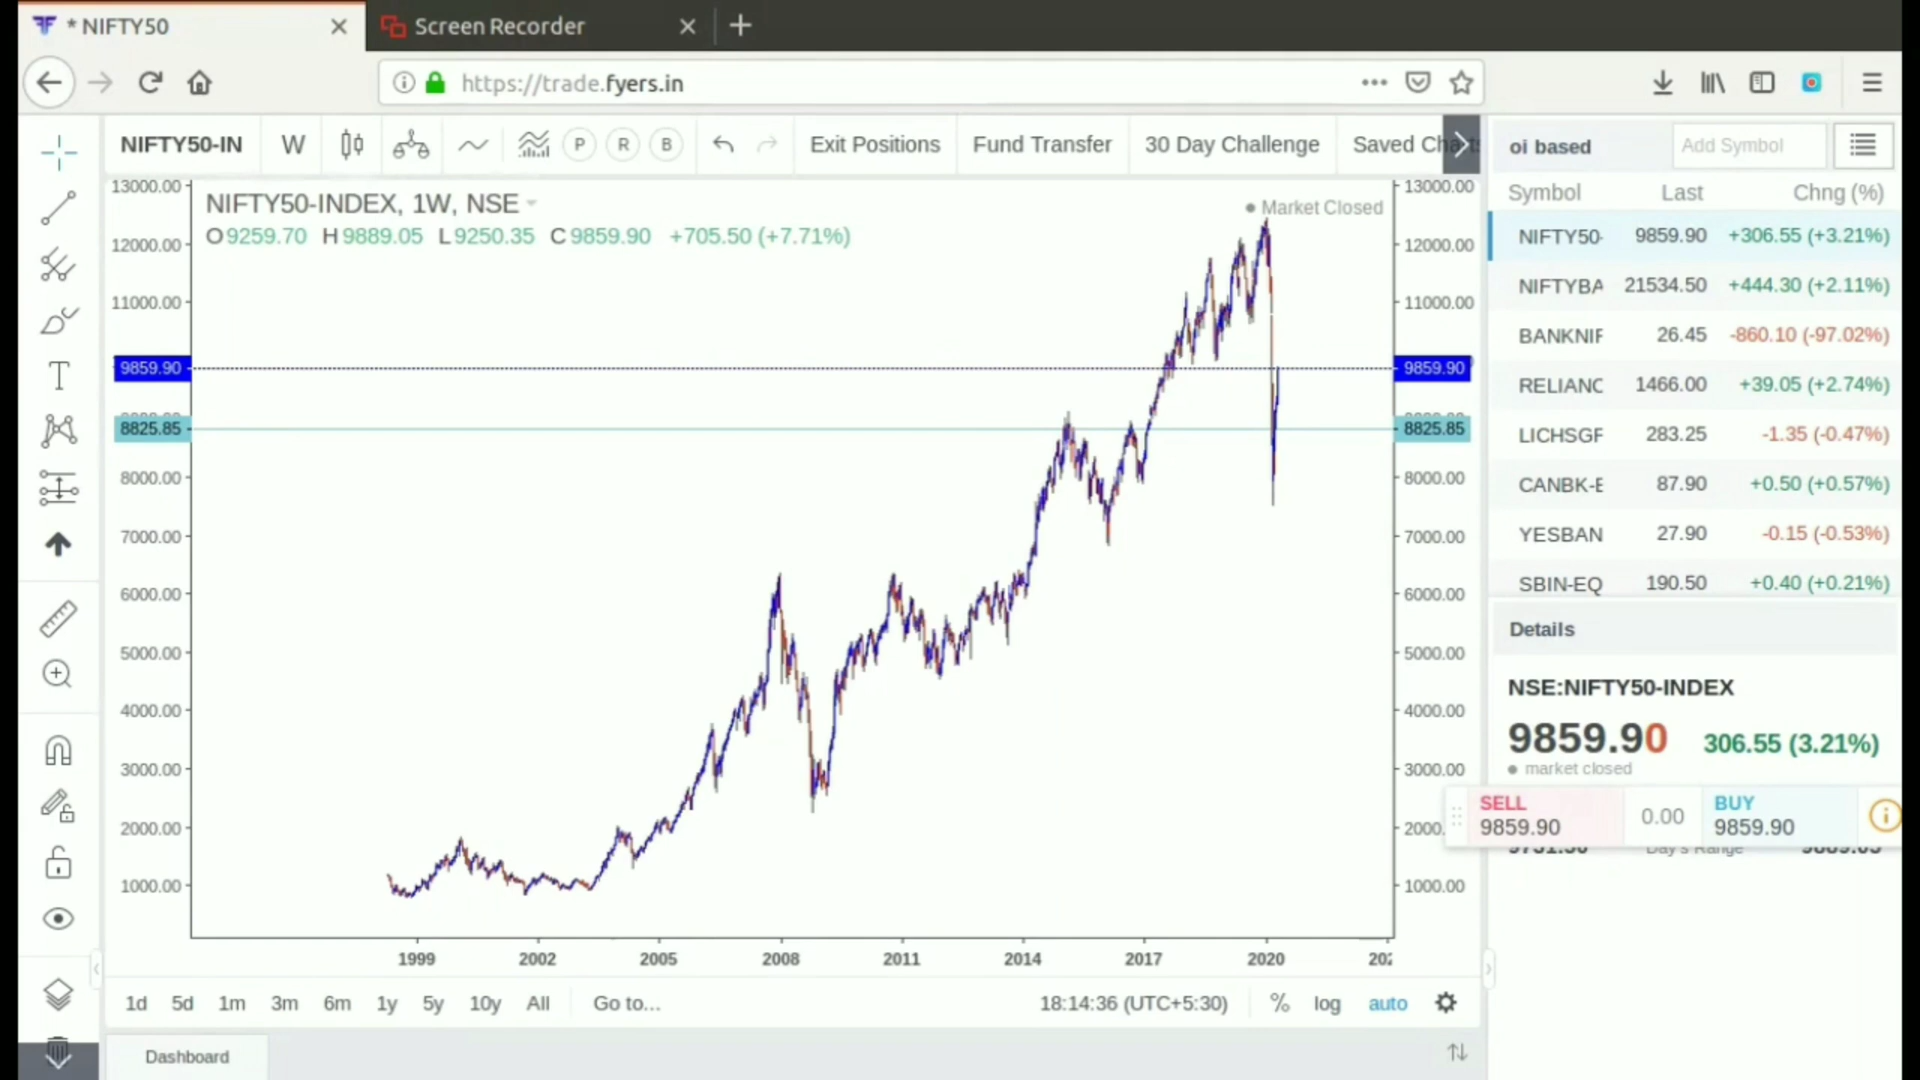 * NIFTY50
Screen Recorder
https://trade.fyers.in
NIFTY50-IN W P R B Exit Positions Fund Transfer 30 Day Challenge Saved
NIFTY50-INDEX, 1W, NSE
Market Closed
O9259.70 H9889.05 L9250.35 C9859.90 +705.50 (+7.71%)
13000.00 13000.00
12000.00 12000.00
11000.00 11000.00
9859.90 9859.90
8825.85 8825.85
8000.00 8000.00
7000.00 7000.00
6000.00 6000.00
5000.00 5000.00
4000.00 4000.00
3000.00 3000.00
2000.00 2000.
1000.00 1000.00
1999 2002 2005 2008 2011 2014 2017 2020 202
1d 5d 1m 3m 6m 1y 5y 10y All Go to... 18:14:36 (UTC+5:30) % log auto
Dashboard
oi based Add Symbol
Symbol Last Chng (%)
NIFTY50- 9859.90 +306.55 (+3.21%)
NIFTYBA 21534.50 +444.30 (+2.11%)
BANKNIF 26.45 -860.10 (-97.02%)
RELIANC 1466.00 +39.05 (+2.74%)
LICHSGF 283.25 -1.35 (-0.47%)
CANBK-E 87.90 +0.50 (+0.57%)
YESBAN 27.90 -0.15 (-0.53%)
SBIN-EQ 190.50 +0.40 (+0.21%)
Details
NSE:NIFTY50-INDEX
9859.90 306.55 (3.21%)
market closed
SELL BUY
9859.90 0.00 9859.90
Day's Range